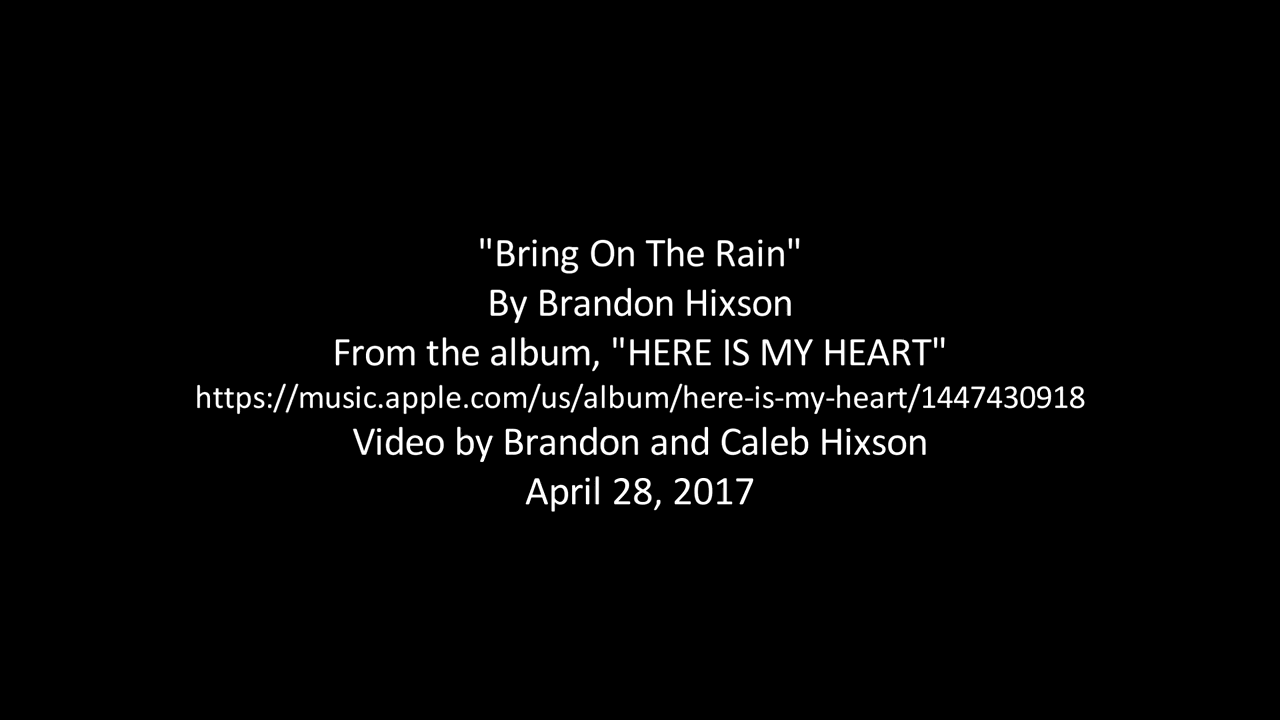 "Bring On The Rain"
By Brandon Hixson
From the album, "HERE IS MY HEART"
https://music.apple.com/us/album/here-is-my-heart/1447430918
Video by Brandon and Caleb Hixson
April 28, 2017